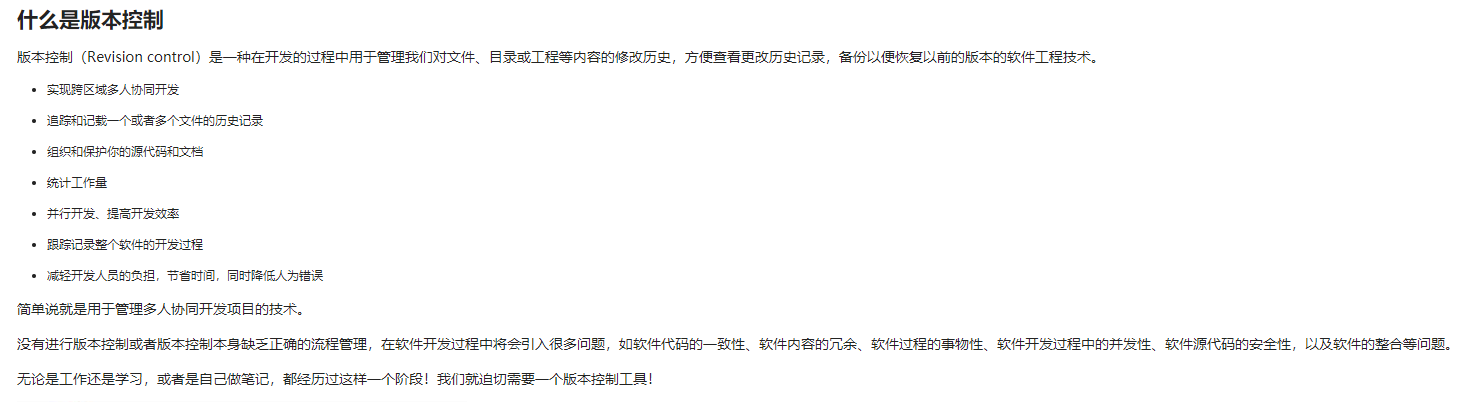 什么是版本控制
版本控制（Revision control）是一种在开发的过程中用于管理我们对文件、目录或工程等内容的修改历史，方便查看更改历史记录，备份以便恢复以前的版本的软件工程技术。
实现跨区域多人协同开发
追踪和记载一个或者多个文件的历史记录
组织和保护你的源代码和文档
统计工作量
并行开发、提高开发效率
跟踪记录整个软件的开发过程
减轻开发人员的负担，节省时间，同时降低人为错误
简单说就是用于管理多人协同开发项目的技术。
没有进行版本控制或者版本控制本身缺乏正确的流程管理，在软件开发过程中将会引入很多问题，如软件代码的一致性、软件内容的冗余、软件过程的事物性、软件开发过程中的并发性、软件源代码的安全性，以及软件的整合等问题。
无论是工作还是学习，或者是自己做笔记，都经历过这样一个阶段！我们就迫切需要一个版本控制工具！